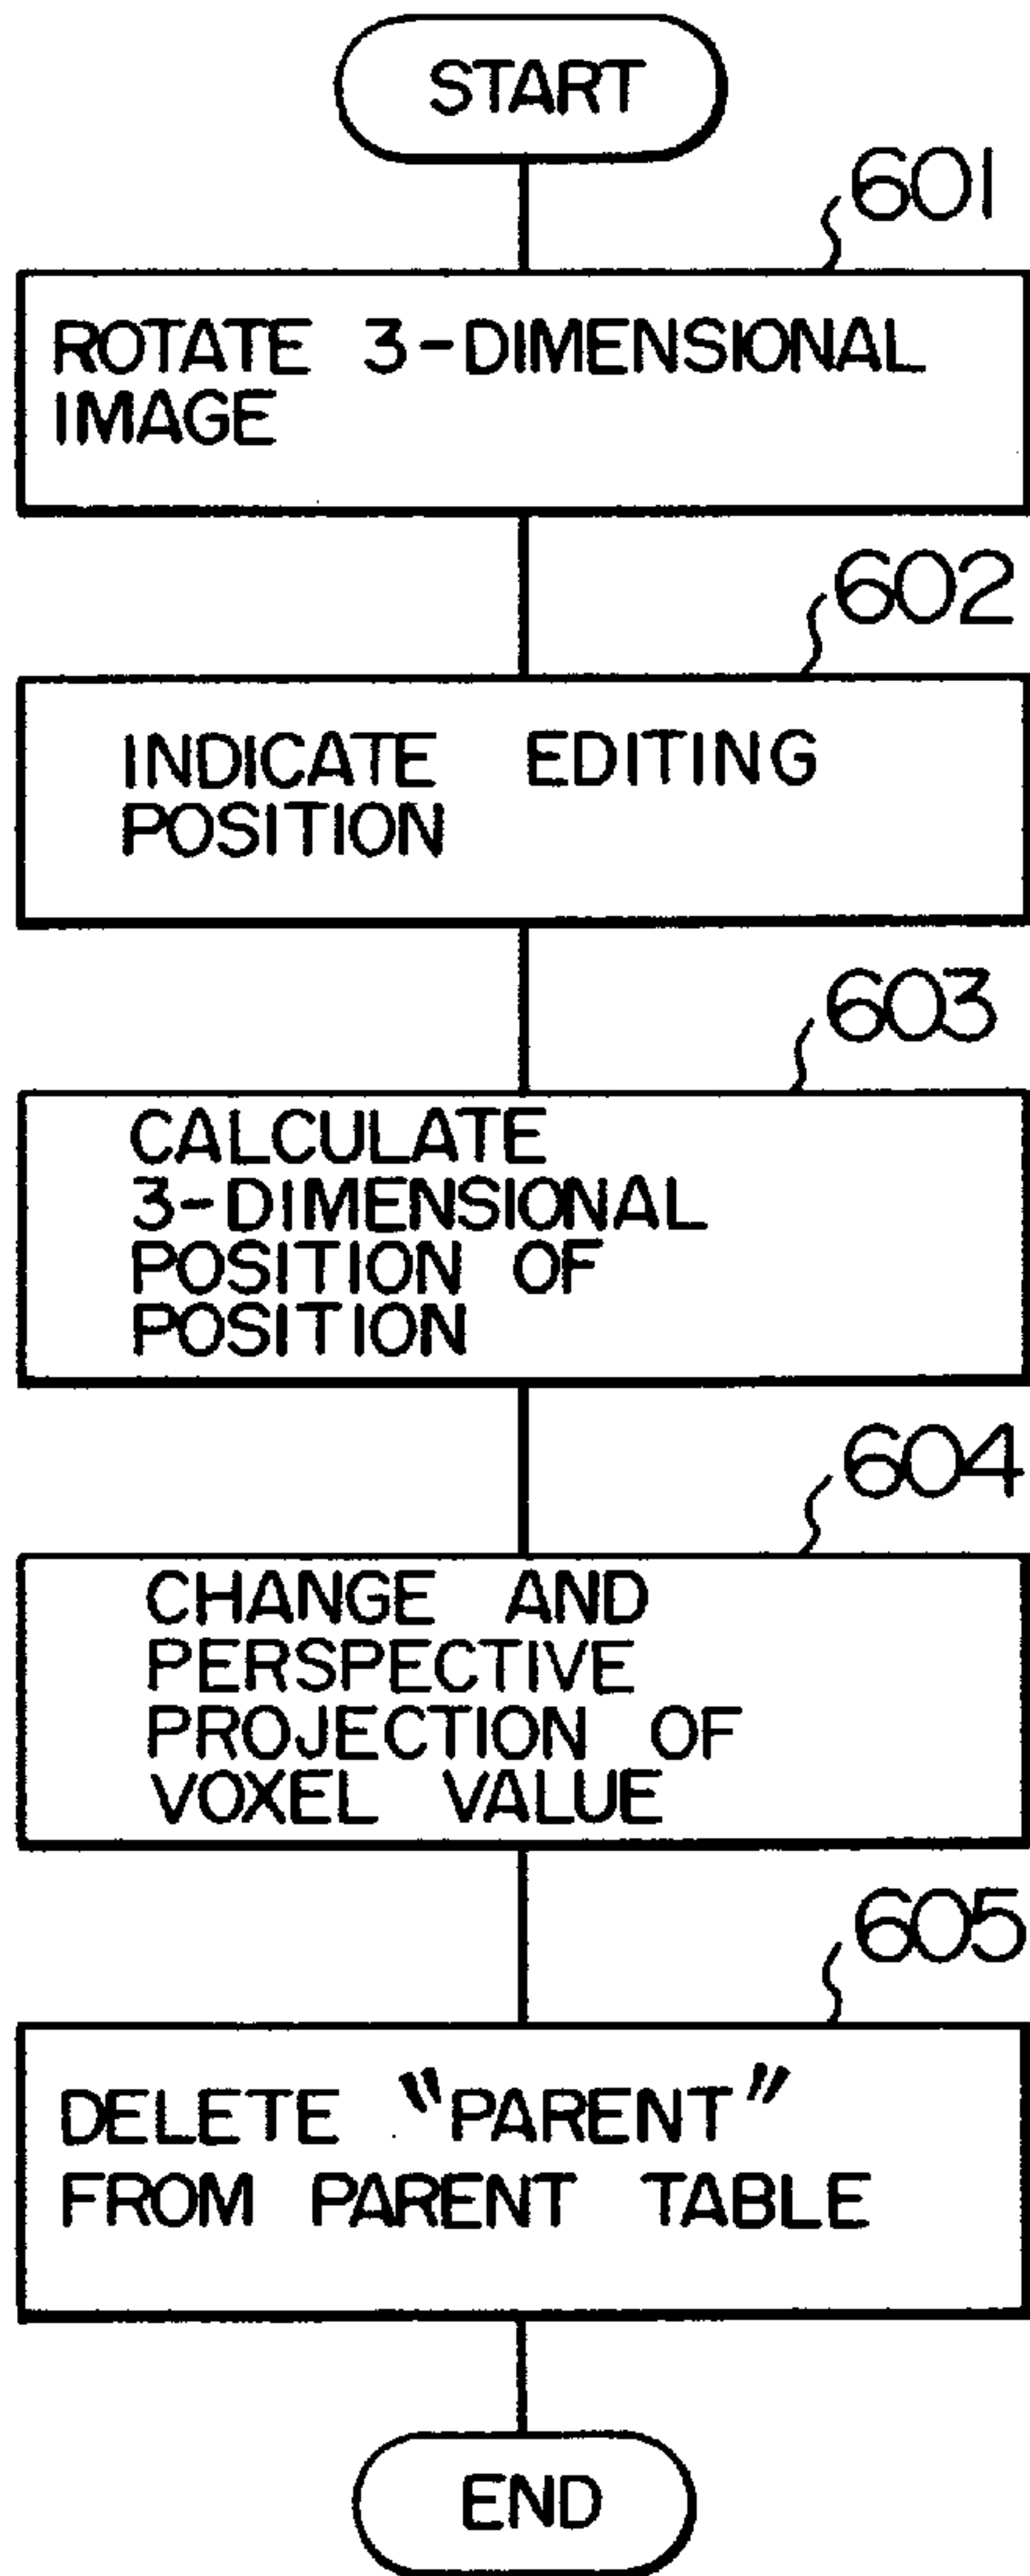 START
601
ROTATE 3-DIMENSIONAL
IMAGE
602
INDICATE EDITING
POSITION
603
CALCULATE
3-DIMENSIONAL
POSITION OF
POSITION
604
CHANGE AND
PERSPECTIVE
PROJECTION OF
VOXEL VALUE
605
DELETE "PARENT"
FROM PARENT TABLE
END